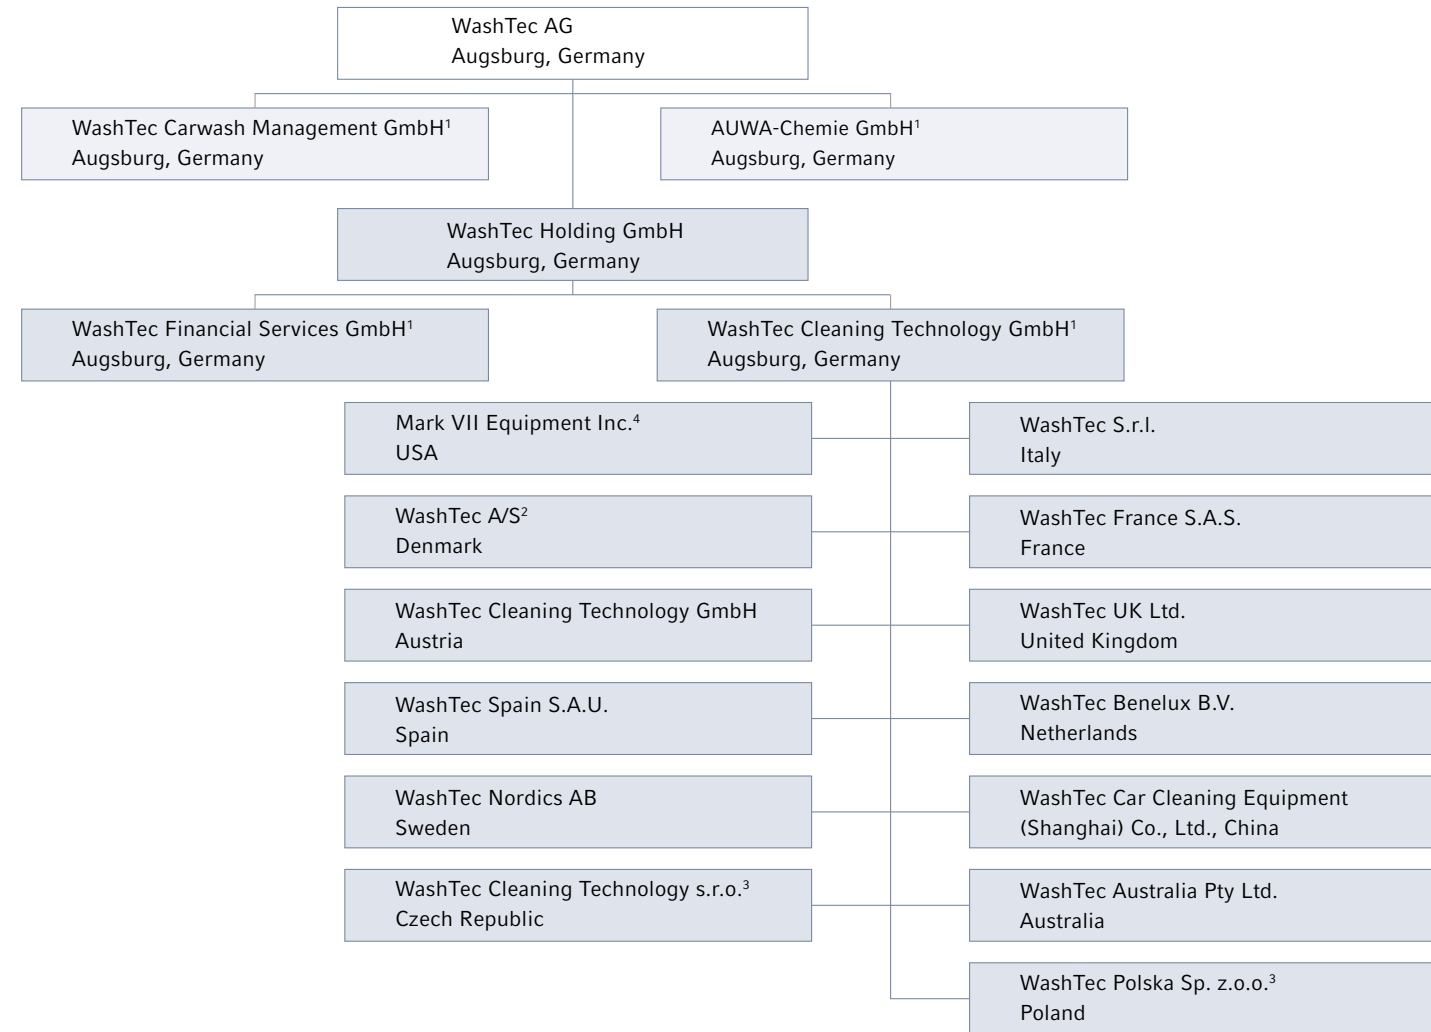 WashTec AG
Augsburg, Germany
WashTec Carwash Management GmbH¹
Augsburg, Germany
AUWA-Chemie GmbH¹
Augsburg, Germany
WashTec Holding GmbH
Augsburg, Germany
WashTec Financial Services GmbH¹
Augsburg, Germany
WashTec Cleaning Technology GmbH¹
Augsburg, Germany
Mark VII Equipment Inc.⁴
USA
WashTec S.r.l.
Italy
WashTec A/S²
Denmark
WashTec France S.A.S.
France
WashTec Cleaning Technology GmbH
Austria
WashTec UK Ltd.
United Kingdom
WashTec Spain S.A.U.
Spain
WashTec Benelux B.V.
Netherlands
WashTec Nordics AB
Sweden
WashTec Car Cleaning Equipment
(Shanghai) Co., Ltd., China
WashTec Cleaning Technology s.r.o.³
Czech Republic
WashTec Australia Pty Ltd.
Australia
WashTec Polska Sp. z.o.o.³
Poland